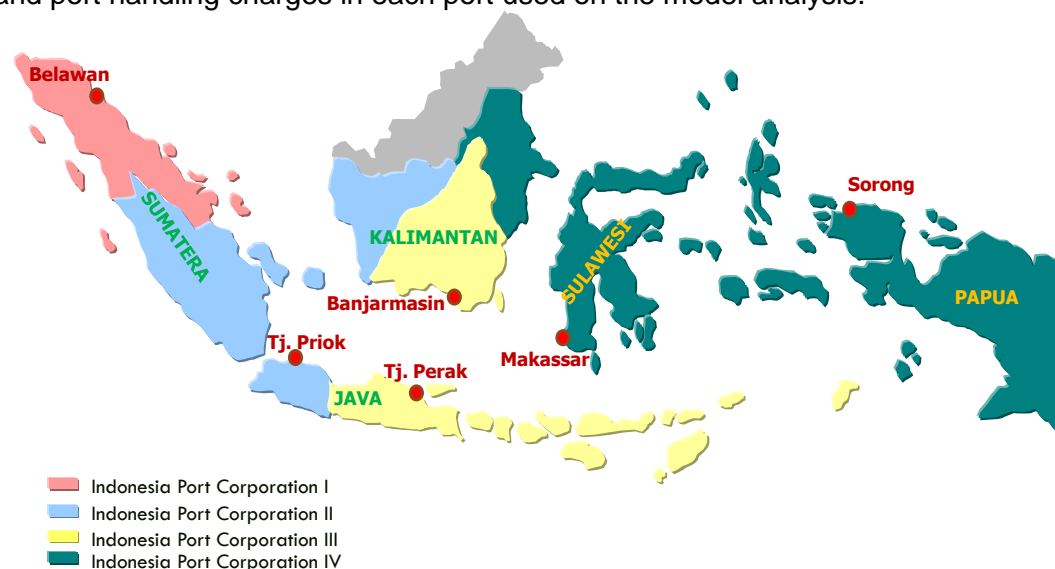 and port handling charges in each port used on the model analysis.
Belawan
Sorong
SUMATERA
KALIMANTAN
SULAWESI
PAPUA
Banjarmasin
Tj. Priok
Makassar
Tj. Perak
JAVA
Indonesia Port Corporation I
Indonesia Port Corporation II
Indonesia Port Corporation III
Indonesia Port Corporation IV